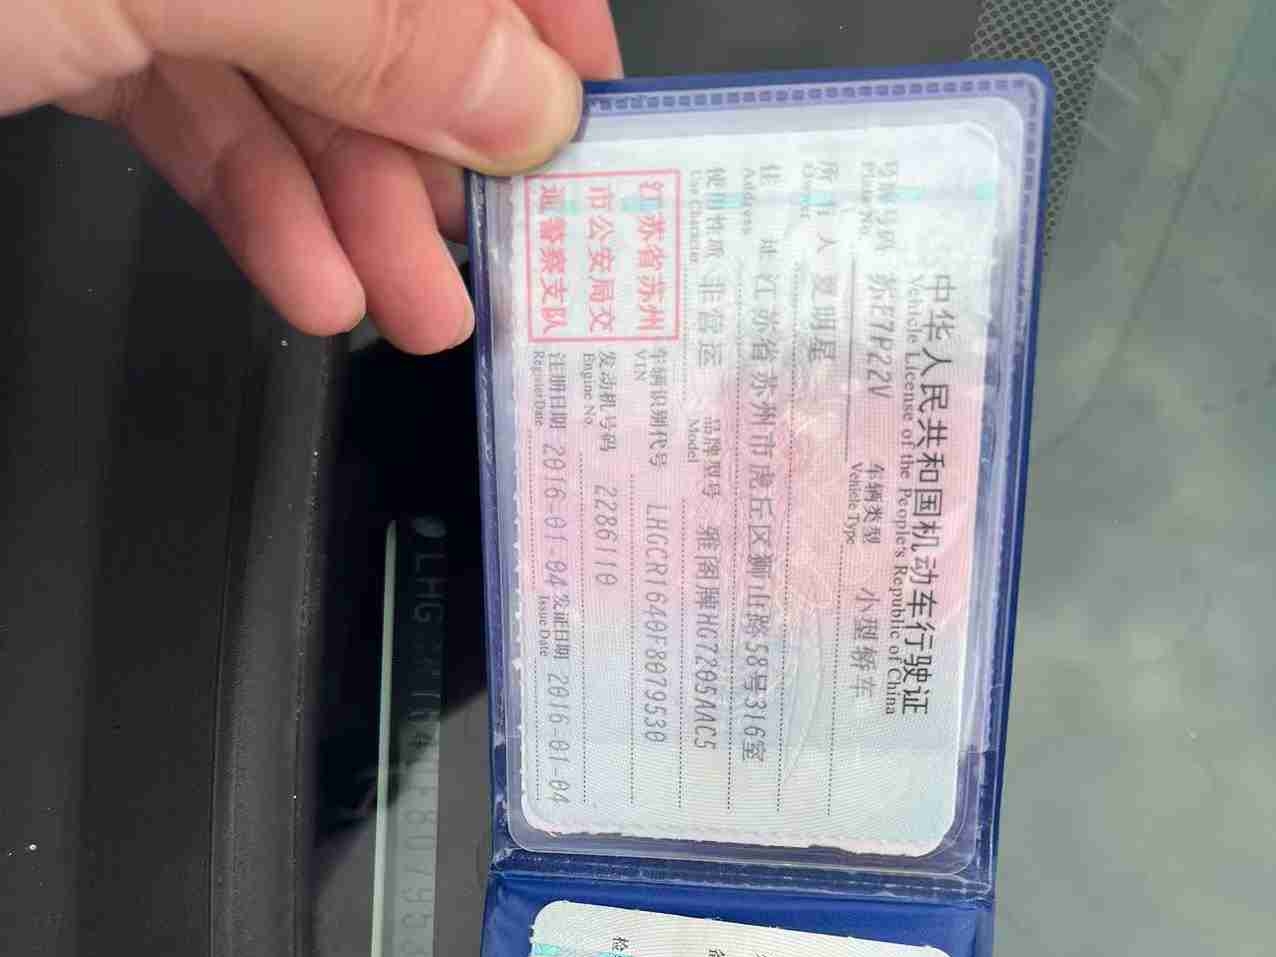 中华人民共和国机动车行驶证
Vehicle License of the People's Republic of China
号牌号码 苏E7P22V 车辆类型 小型轿车
Plate No. Vehicle Type
所有人 夏明星
Owner
住址 江苏省苏州市虎丘区狮山路58号316室
Address
使用性质 非营运 品牌型号 雅阁牌HG7205AAC5
Use Character Model
江苏省苏州
市公安局交
通警察支队
车辆识别代号 LHGCR1640F8079530
VIN
发动机号码 2286110
Engine No.
注册日期 2016-01-04 发证日期 2016-01-04
Register Date Issue Date